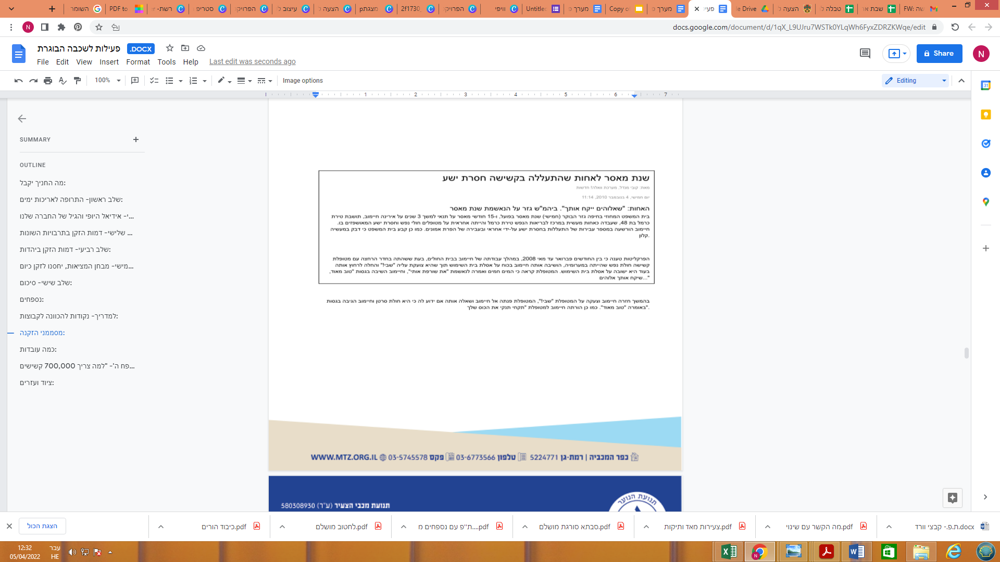 השומר
PDF to
רשת-
סטריפ
הפרויק
עיצוב ל
הצעה ל
מצגתק
2f1730_
הפרויק
וויפי
Untitled
מערך פ
Copy of
מערך פ
פעי
le Drive
הצעה ל
טבלה ל
שבת או
FW: שה
docs.google.com/document/d/1qX_L9UJru7WSTk0YLqWh6FyxZDRZKWqe/edit
פעילות לשכבה הבוגרת .DOCX
File Edit View Insert Format Tools Help Last edit was seconds ago
Share
N
100%
Image options
Editing
1 2 3 4 5 6 7
SUMMARY
OUTLINE
מה החניך יקבל:
שלב ראשון- התרופה לאריכות ימים:
י- אידיאל היופי והגיל של החברה שלנו...
שלישי- דמות הזקן בתרבויות השונות ...
שלב רביעי- דמות הזקן ביהדות:
מישי- מבחן המציאות, יחסנו לזקן כיום...
שלב שישי- סיכום:
נספחים:
למדריך- נקודות להכוונה לקבוצות:
מסממני הזקנה:
כמה עובדות:
פח ה'- "למה צריך 700,000 קשישים...
ציוד ועזרים:
שנת מאסר לאחות שהתעללה בקשישה חסרת ישע
מאת: קובי מנדל, מערכת וואלה! חדשות
יום חמישי, 4 בנובמבר 2010, 11:14
האחות: "שאלוהים ייקח אותך". ביהמ"ש גזר על הנאשמת שנת מאסר
בית המשפט המחוזי בחיפה גזר הבוקר (חמישי) שנת מאסר בפועל, ו-15 חודשי מאסר על תנאי למשך 3 שנים על אירינה חיימוב, תושבת טירת
כרמל בת 48, שעבדה כאחות מעשית במרכז לבריאות הנפש טירת כרמל והייתה אחראית על מטופלים חולי נפש וחסרת ישע המאושפזים בו.
חיימוב הורשעה במספר עבירות של התעללות בחסרת ישע על-ידי אחראי ובעבירה של הפרת אמונים. כמו כן קבע בית המשפט כי דבק במעשיה
קלון.
הפרקליטות טענה כי בין החודשים פברואר עד מאי 2008, במהלך עבודתה של חיימוב בבית החולים, בעת ששהתה בחדר הרחצה עם מטופלת
קשישה חולת נפש שהייתה במערומיה, הושיבה אותה חיימוב בכוח על אסלת בית השימוש תוך שהיא צועקת עליה "שבי!" והחלה לרחוץ אותה
בעוד היא ישובה על אסלת בית השימוש. המטופלת קראה כי המים חמים ואמרה לנאשמת "את שורפת אותי", וחיימוב השיבה בגסות "טוב מאוד,
שיקח אותך אלוהים..."
בהמשך חזרה חיימוב וצעקה על המטופלת "שבי!", המטופלת פנתה אל חיימוב ושאלה אותה אם ידוע לה כי היא חולת סרטן וחיימוב הגיבה בגסות
באומרה "טוב מאוד". כמו כן הורתה חיימוב למטופלת "תקחי תנקי את הכוס שלך".
כפר המכביה | רמת-גן 5224771 טלפון 03-6773566 פקס 03-5745578 WWW.MTZ.ORG.IL
תנועת מכבי הצעיר (ע"ר) 580308930
תנועת הנוער
הצגת הכול
כיבוד הורים.pdf
לחטוב מושלם.pdf
ת"פ עם נספחים מ....pdf
סבתא סורגת מושלם.pdf
צעירות מאד ותיקות.pdf
מה הקשר עם שינוי.pdf
ת.פ.- קבצי וורד.docx
12:32
05/04/2022
עבר
HE